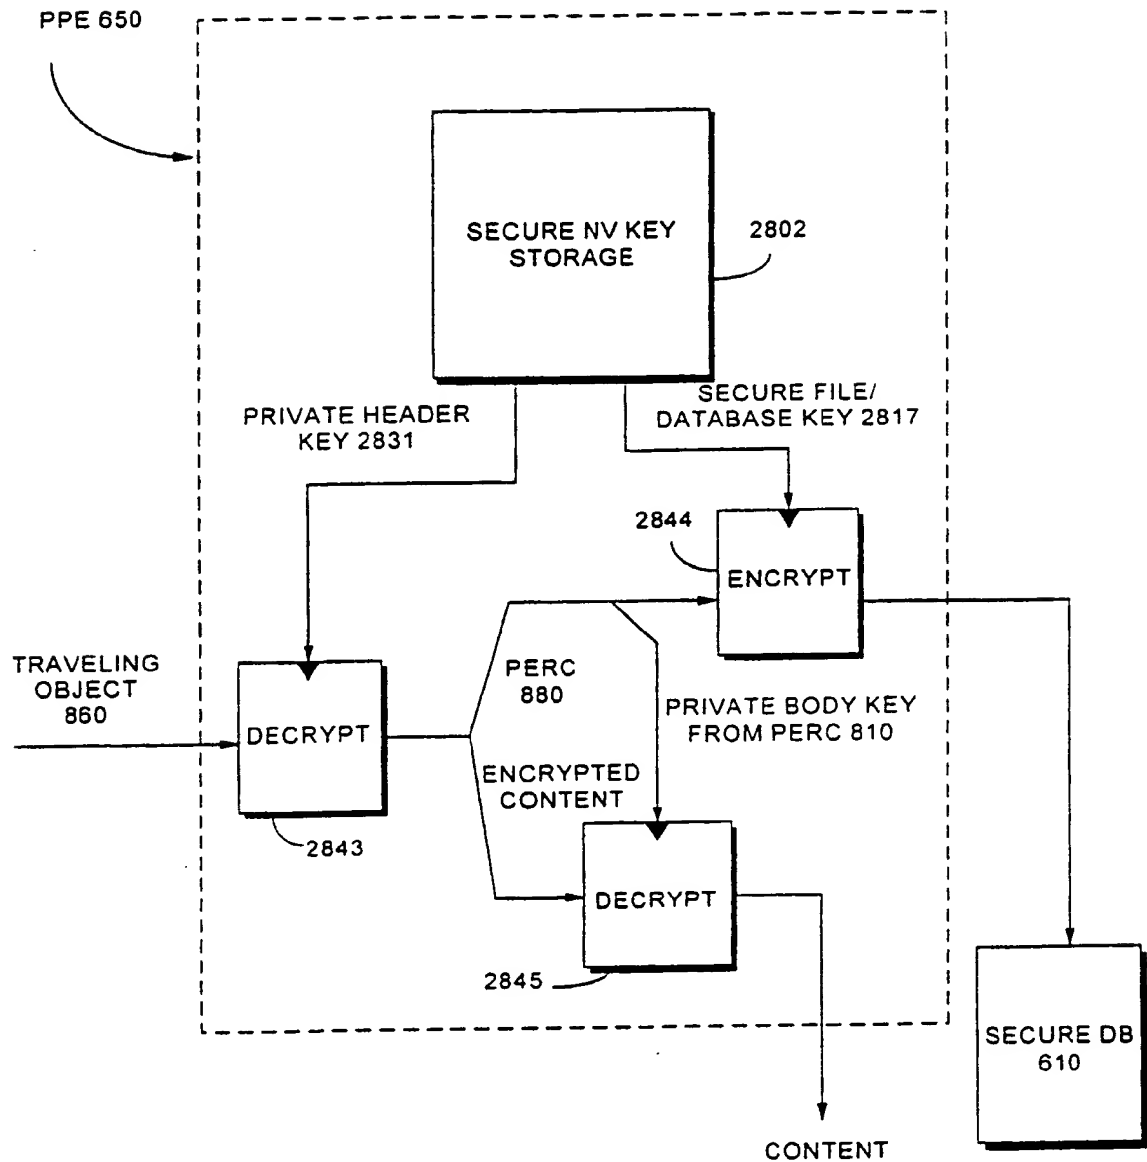 PPE 650
SECURE NV KEY
STORAGE
2802
PRIVATE HEADER
KEY 2831
SECURE FILE/
DATABASE KEY 2817
2844
ENCRYPT
TRAVELING
OBJECT
860
DECRYPT
PERC
880
PRIVATE BODY KEY
FROM PERC 810
ENCRYPTED
CONTENT
2843
DECRYPT
2845
SECURE DB
610
CONTENT